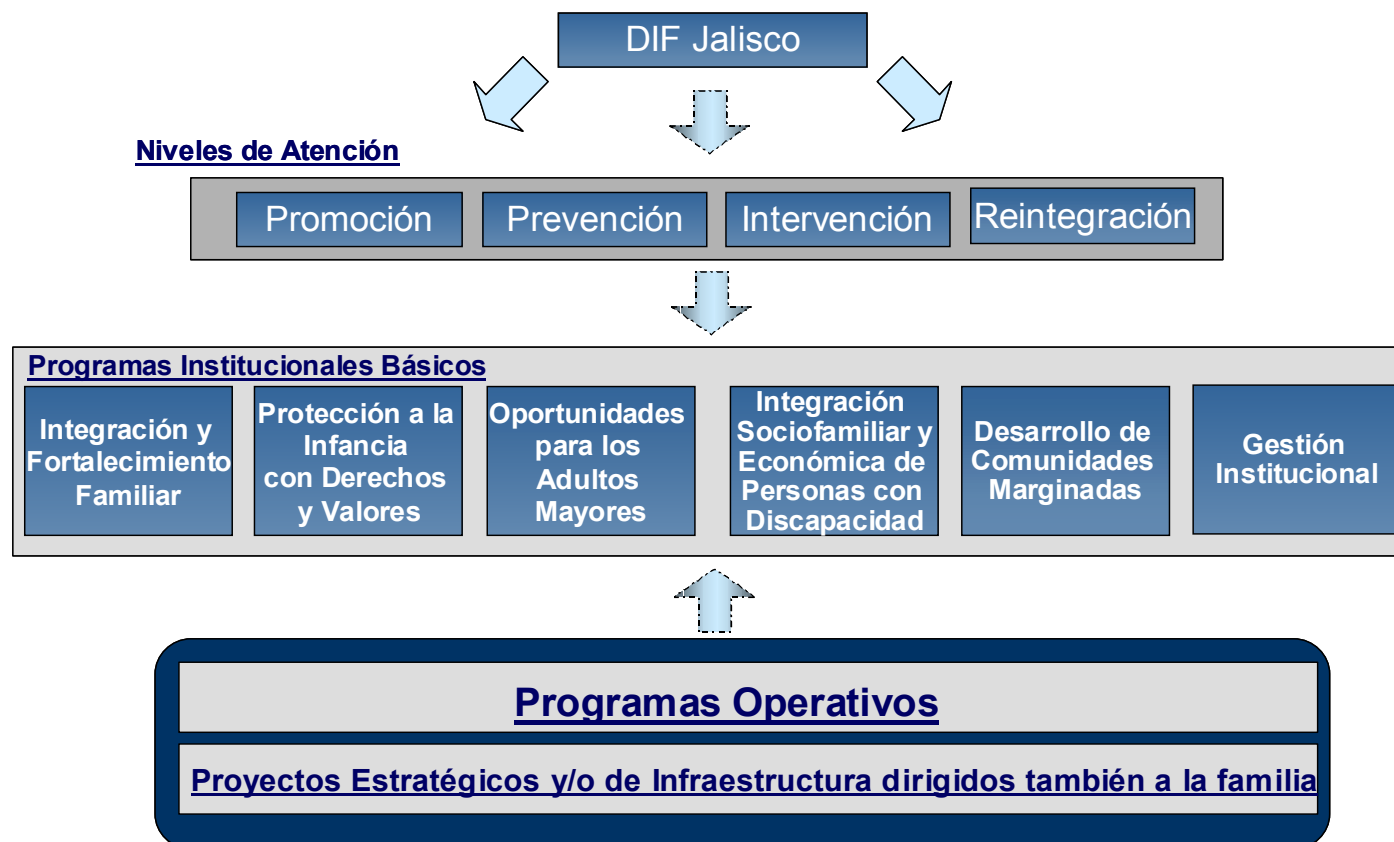 DIF Jalisco
Niveles de Atención
Promoción
Prevención
Intervención
Reintegración
Programas Institucionales Básicos
Integración y
Fortalecimiento
Familiar
Protección a la
Infancia
con Derechos
y Valores
Oportunidades
para los
Adultos
Mayores
Integración
Sociofamiliar y
Económica de
Personas con
Discapacidad
Desarrollo de
Comunidades
Marginadas
Gestión
Institucional
Programas Operativos
Proyectos Estratégicos y/o de Infraestructura dirigidos también a la familia